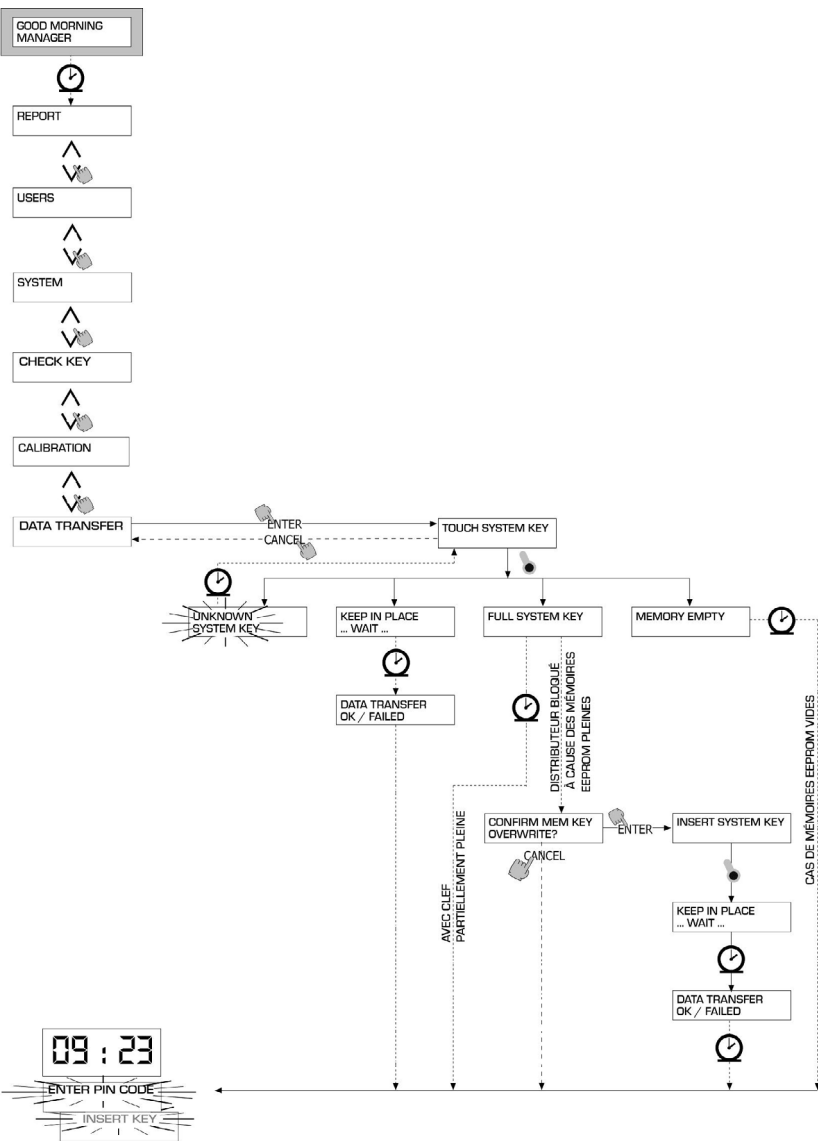 GOOD MORNING
MANAGER
REPORT
USERS
SYSTEM
CHECK KEY
CALIBRATION
DATA TRANSFER
ENTER
CANCEL
TOUCH SYSTEM KEY
UNKNOWN
SYSTEM KEY
KEEP IN PLACE
... WAIT ...
FULL SYSTEM KEY
MEMORY EMPTY
DATA TRANSFER
OK / FAILED
DISTRIBUTEUR BLOQUÉ
À CAUSE DES MÉMOIRES
EEPROM PLEINES
CAS DE MÉMOIRES EEPROM VIDES
AVEC CLEF
PARTIELLEMENT PLEINE
CONFIRM MEM KEY
OVERWRITE?
ENTER
CANCEL
INSERT SYSTEM KEY
KEEP IN PLACE
... WAIT ...
DATA TRANSFER
OK / FAILED
09 : 23
ENTER PIN CODE
INSERT KEY